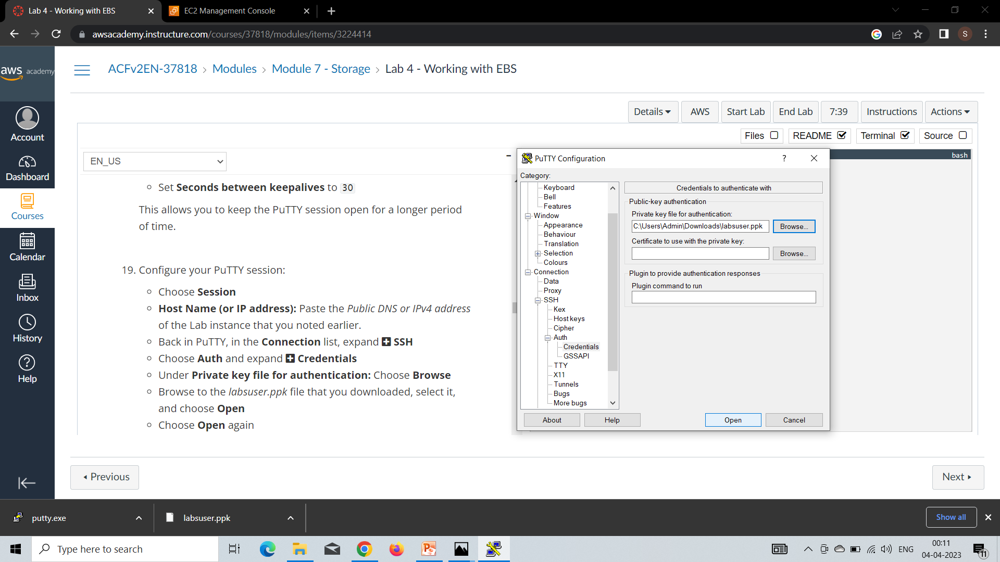 Lab 4 - Working with EBS
EC2 Management Console
awsacademy.instructure.com/courses/37818/modules/items/3224414
S
aws academy
ACFv2EN-37818 > Modules > Module 7 - Storage > Lab 4 - Working with EBS
Account
Dashboard
Courses
Calendar
Inbox
History
Help
Details
AWS
Start Lab
End Lab
7:39
Instructions
Actions
Files
README
Terminal
Source
EN_US
bash
Set Seconds between keepalives to 30
This allows you to keep the PuTTY session open for a longer period
of time.
19. Configure your PuTTY session:
Choose Session
Host Name (or IP address): Paste the Public DNS or IPv4 address
of the Lab instance that you noted earlier.
Back in PuTTY, in the Connection list, expand SSH
Choose Auth and expand Credentials
Under Private key file for authentication: Choose Browse
Browse to the labsuser.ppk file that you downloaded, select it,
and choose Open
Choose Open again
PuTTY Configuration
?
Category:
Keyboard
Bell
Features
Window
Appearance
Behaviour
Translation
Selection
Colours
Connection
Data
Proxy
SSH
Kex
Host keys
Cipher
Auth
Credentials
GSSAPI
TTY
X11
Tunnels
Bugs
More bugs
Credentials to authenticate with
Public-key authentication
Private key file for authentication:
C:\Users\Admin\Downloads\labsuser.ppk
Browse...
Certificate to use with the private key:
Browse...
Plugin to provide authentication responses
Plugin command to run
About
Help
Open
Cancel
Previous
Next
putty.exe
labsuser.ppk
Show all
Type here to search
ENG
00:11
04-04-2023
11